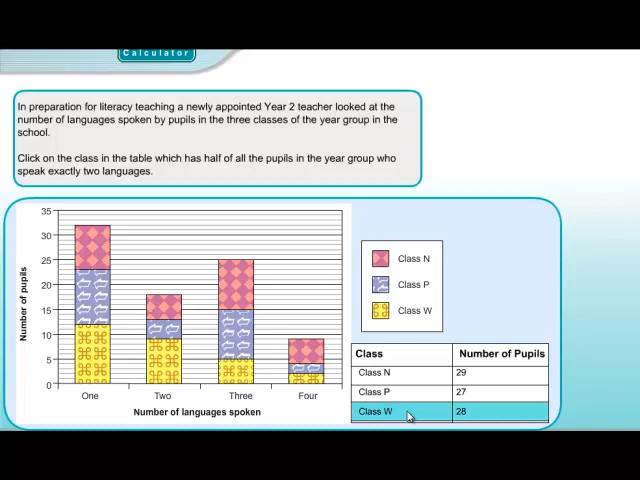 Calculator
In preparation for literacy teaching a newly appointed Year 2 teacher looked at the
number of languages spoken by pupils in the three classes of the year group in the
school.
Click on the class in the table which has half of all the pupils in the year group who
speak exactly two languages.
35
30
25
20
15
10
5
0
Number of pupils
One Two Three Four
Number of languages spoken
Class N
Class P
Class W
Class Number of Pupils
Class N 29
Class P 27
Class W 28